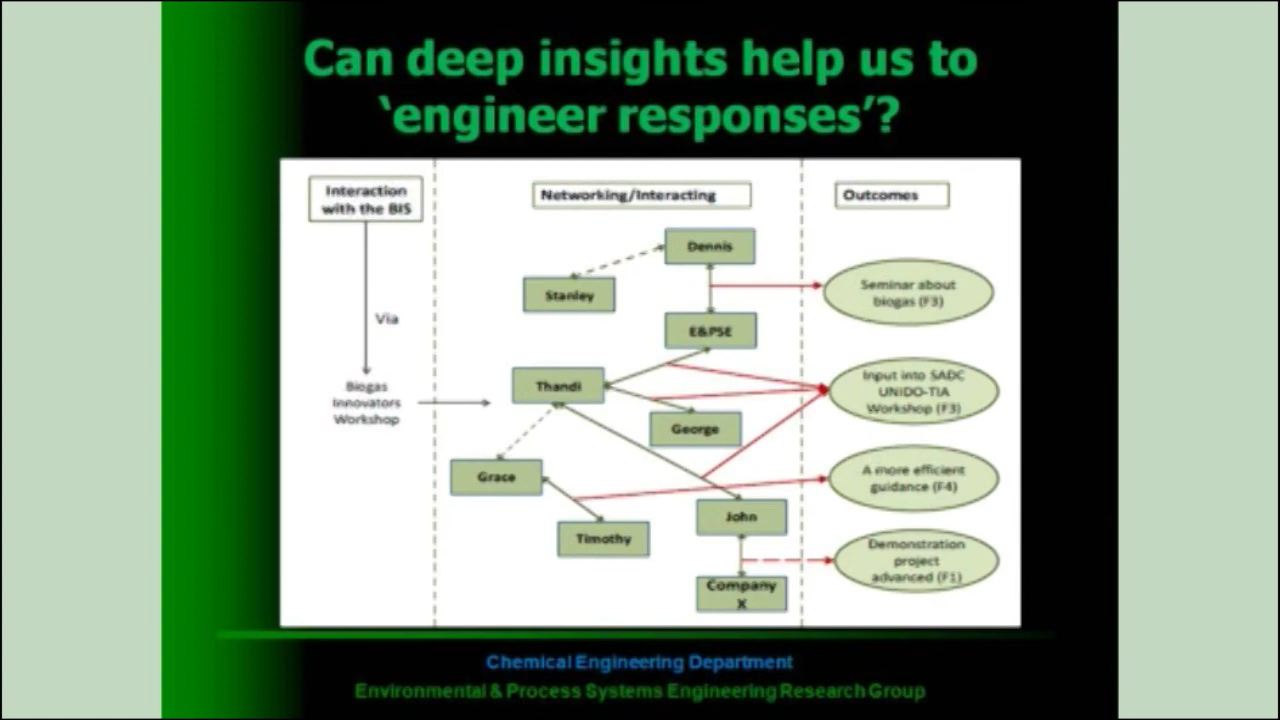 Can deep insights help us to
‘engineer responses’?
Interaction
with the BIS
Networking/Interacting
Outcomes
Dennis
Stanley
Seminar about
biogas (F3)
E&PSE
Via
Biogas
Innovators
Workshop
Thandi
Input into SADC
UNIDO-TIA
Workshop (F3)
George
Grace
A more efficient
guidance (F4)
John
Timothy
Demonstration
project
advanced (F1)
Company
X
Chemical Engineering Department
Environmental & Process Systems Engineering Research Group